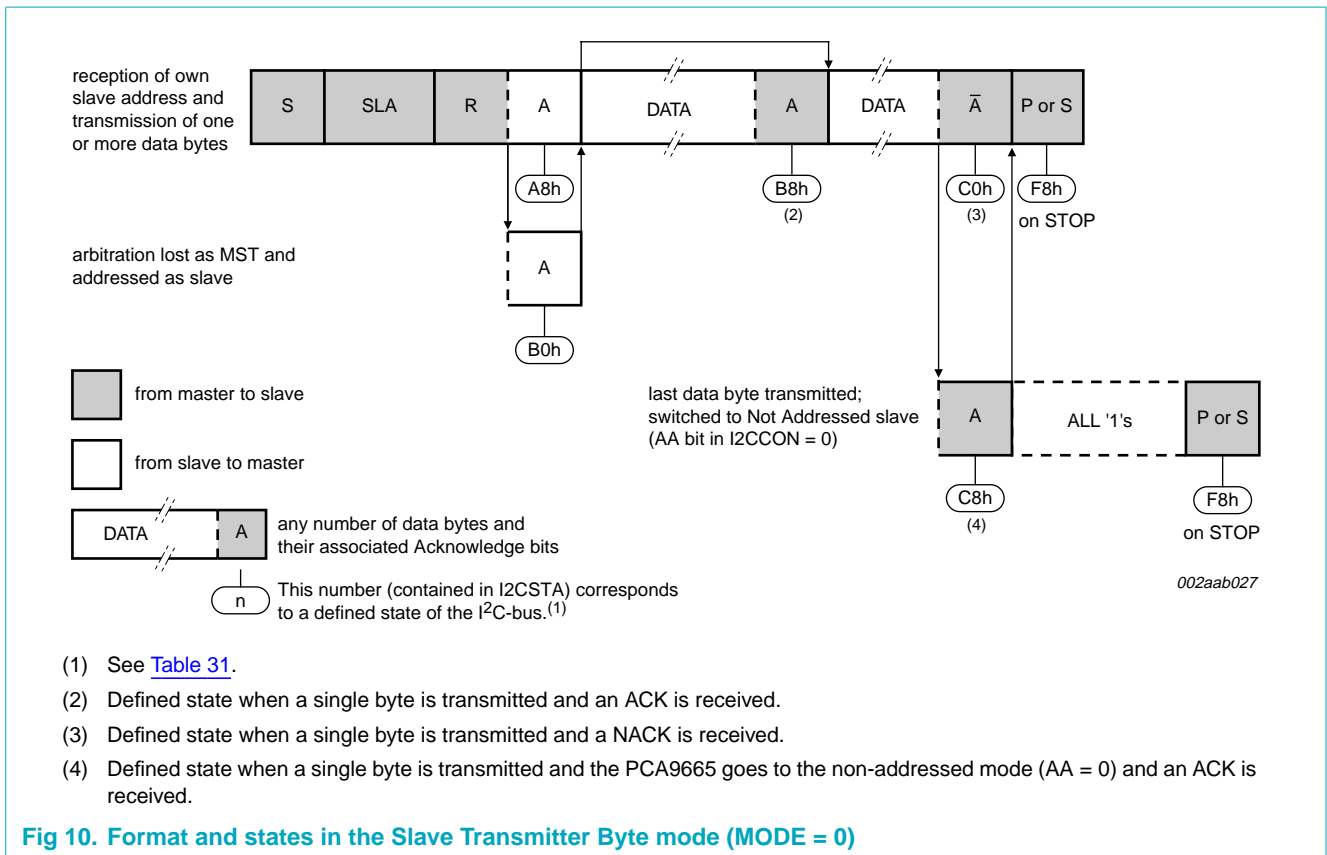 reception of own
slave address and
transmission of one
or more data bytes
S
SLA
R
A
DATA
A
DATA
A̅
P or S
A8h
B8h
(2)
C0h
(3)
F8h
on STOP
arbitration lost as MST and
addressed as slave
A
B0h
from master to slave
from slave to master
DATA
A
any number of data bytes and
their associated Acknowledge bits
n
This number (contained in I2CSTA) corresponds
to a defined state of the I²C-bus.(1)
last data byte transmitted;
switched to Not Addressed slave
(AA bit in I2CCON = 0)
A
ALL '1's
P or S
C8h
(4)
F8h
on STOP
002aab027
(1) See Table 31.
(2) Defined state when a single byte is transmitted and an ACK is received.
(3) Defined state when a single byte is transmitted and a NACK is received.
(4) Defined state when a single byte is transmitted and the PCA9665 goes to the non-addressed mode (AA = 0) and an ACK is
received.
Fig 10. Format and states in the Slave Transmitter Byte mode (MODE = 0)